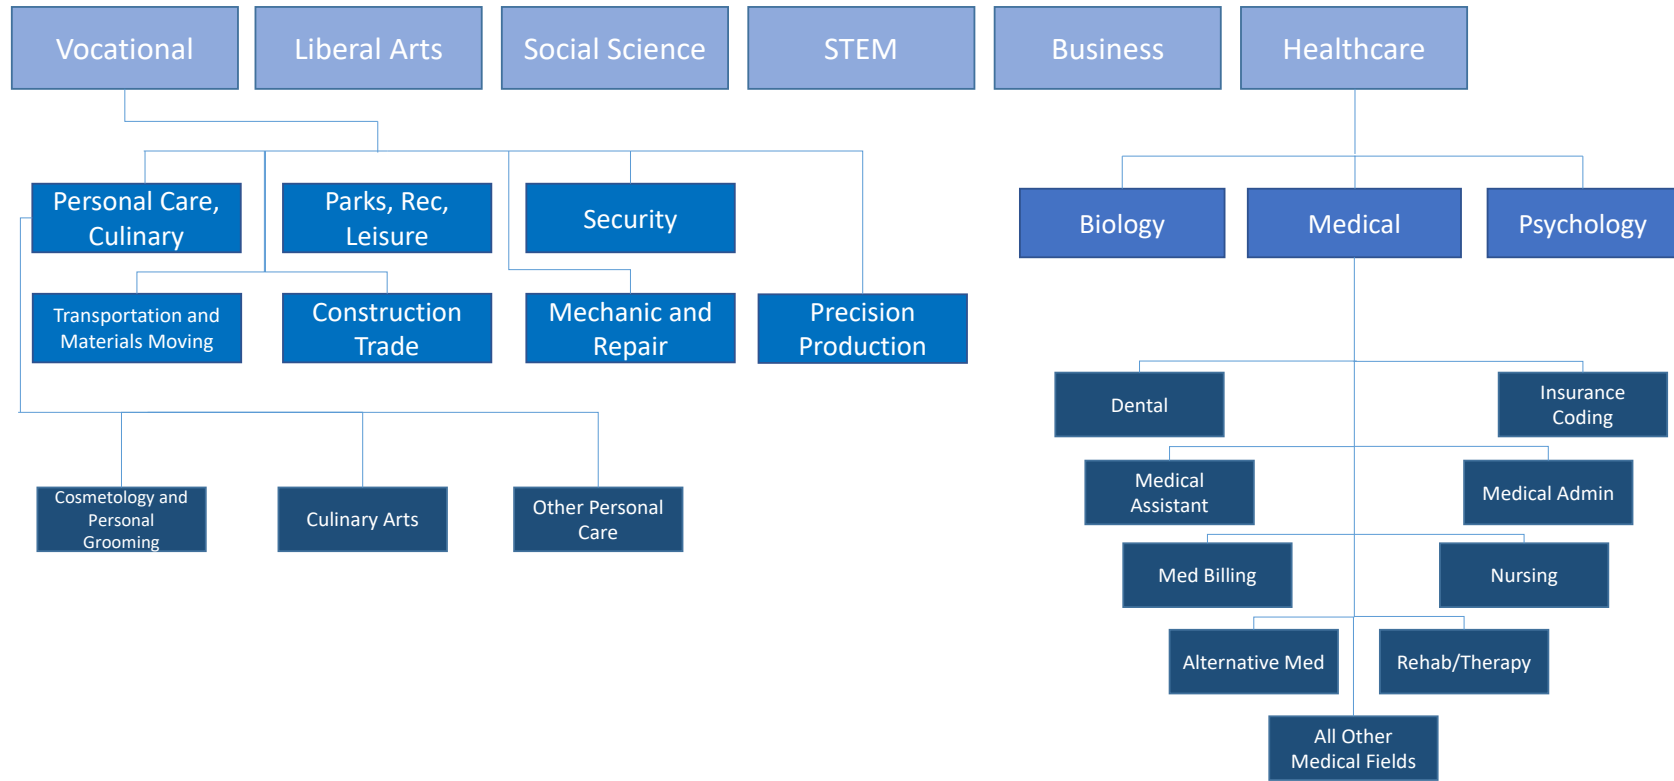 Vocational
Liberal Arts
Social Science
STEM
Business
Healthcare
Personal Care,
Culinary
Parks, Rec,
Leisure
Security
Biology
Medical
Psychology
Transportation and
Materials Moving
Construction
Trade
Mechanic and
Repair
Precision
Production
Dental
Insurance
Coding
Medical
Assistant
Medical Admin
Cosmetology and
Personal
Grooming
Culinary Arts
Other Personal
Care
Med Billing
Nursing
Alternative Med
Rehab/Therapy
All Other
Medical Fields